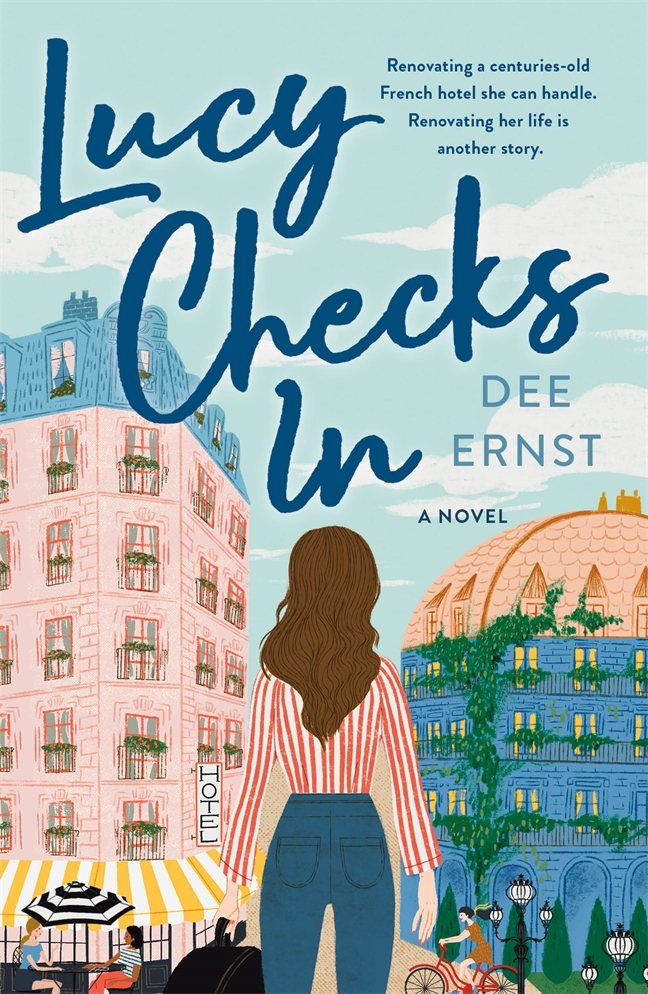 Lucy
Checks
In
Renovating a centuries-old
French hotel she can handle.
Renovating her life is
another story.
DEE
ERNST
A NOVEL
HOTEL